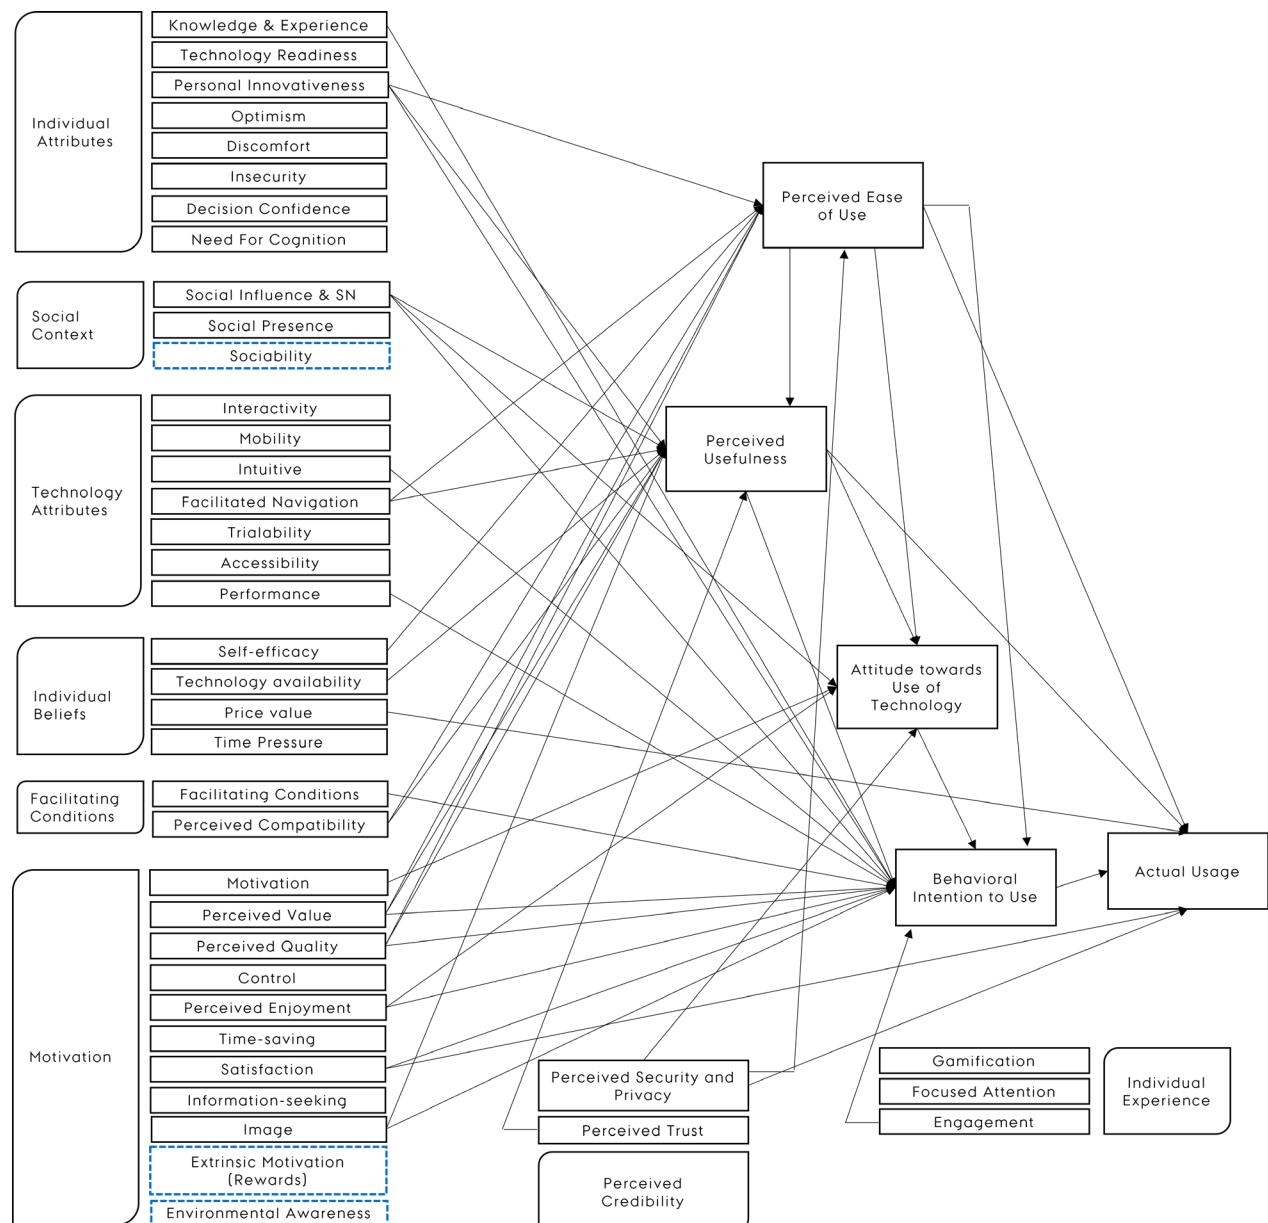 Individual
Attributes
Knowledge & Experience
Technology Readiness
Personal Innovativeness
Optimism
Discomfort
Insecurity
Decision Confidence
Need For Cognition
Social
Context
Social Influence & SN
Social Presence
Sociability
Technology
Attributes
Interactivity
Mobility
Intuitive
Facilitated Navigation
Trialability
Accessibility
Performance
Individual
Beliefs
Self-efficacy
Technology availability
Price value
Time Pressure
Facilitating
Conditions
Facilitating Conditions
Perceived Compatibility
Motivation
Motivation
Perceived Value
Perceived Quality
Control
Perceived Enjoyment
Time-saving
Satisfaction
Information-seeking
Image
Extrinsic Motivation
(Rewards)
Environmental Awareness
Perceived Ease
of Use
Perceived
Usefulness
Attitude towards
Use of
Technology
Behavioral
Intention to Use
Actual Usage
Perceived Security and
Privacy
Perceived Trust
Perceived
Credibility
Gamification
Focused Attention
Engagement
Individual
Experience